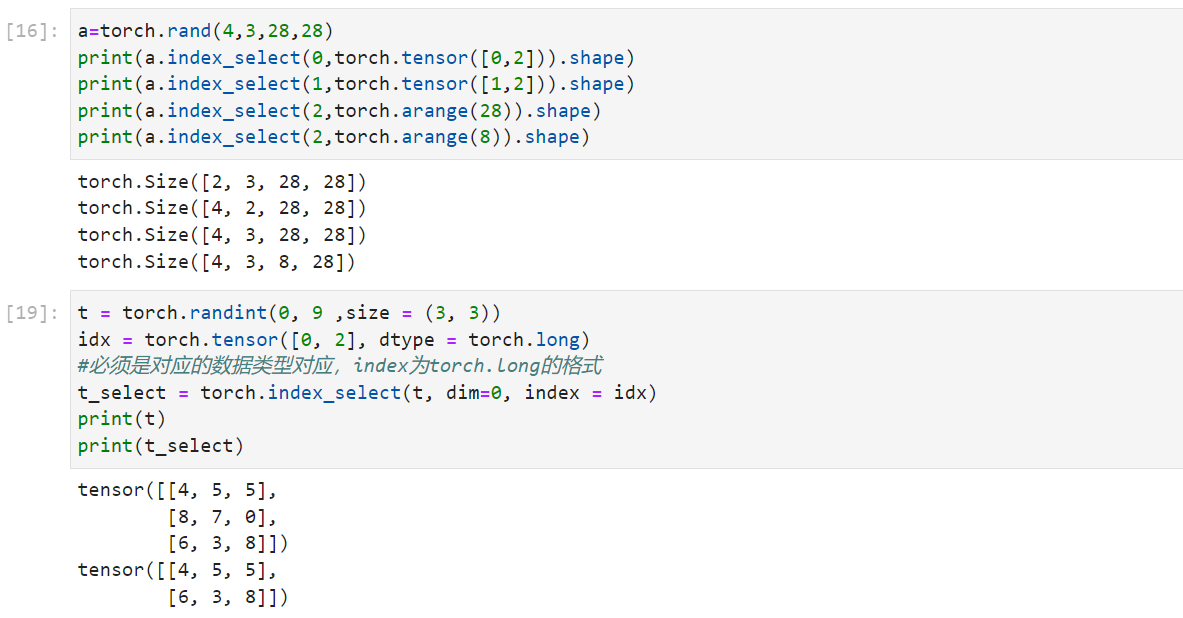 [16]:
a=torch.rand(4,3,28,28)
print(a.index_select(0,torch.tensor([0,2])).shape)
print(a.index_select(1,torch.tensor([1,2])).shape)
print(a.index_select(2,torch.arange(28)).shape)
print(a.index_select(2,torch.arange(8)).shape)
torch.Size([2, 3, 28, 28])
torch.Size([4, 2, 28, 28])
torch.Size([4, 3, 28, 28])
torch.Size([4, 3, 8, 28])
[19]:
t = torch.randint(0, 9 ,size = (3, 3))
idx = torch.tensor([0, 2], dtype = torch.long)
#必须是对应的数据类型对应，index为torch.long的格式
t_select = torch.index_select(t, dim=0, index = idx)
print(t)
print(t_select)
tensor([[4, 5, 5],
        [8, 7, 0],
        [6, 3, 8]])
tensor([[4, 5, 5],
        [6, 3, 8]])